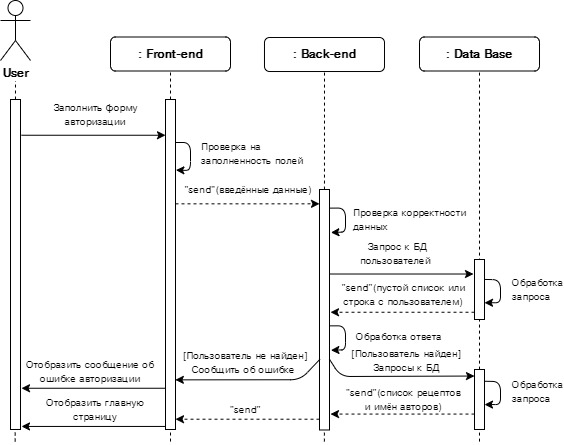 : Front-end
: Back-end
: Data Base
User
Заполнить форму
авторизации
Проверка на
заполненность полей
"send"(введённые данные)
Проверка корректности
данных
Запрос к БД
пользователей
"send"(пустой список или
строка с пользователем)
Обработка
запроса
Обработка ответа
[Пользователь не найден]
Сообщить об ошибке
[Пользователь найден]
Запросы к БД
Отобразить сообщение об
ошибке авторизации
"send"(список рецептов
и имён авторов)
Обработка
запроса
Отобразить главную
страницу
"send"